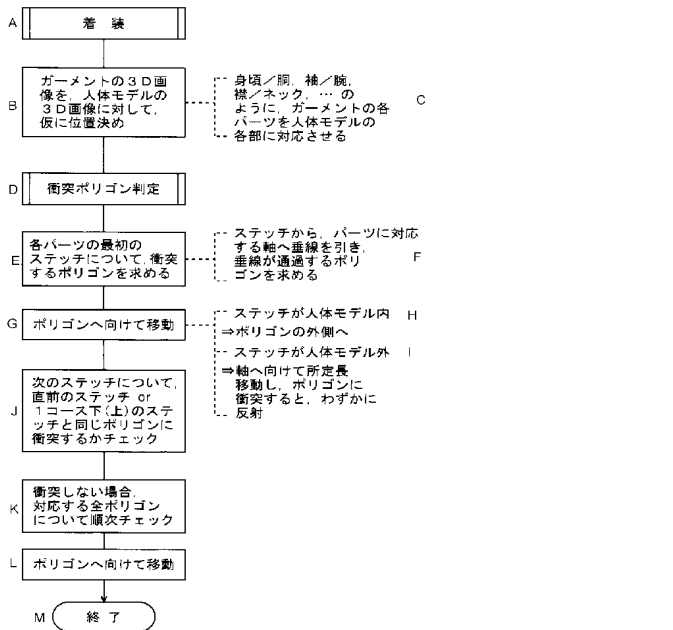 A
着 装
B
ガーメントの3D画
像を,人体モデルの
3D画像に対して,
仮に位置決め
身頃/胴,袖/腕,
襟/ネック,… の
ように,ガーメントの各
パーツを人体モデルの
各部に対応させる
C
D
衝突ポリゴン判定
E
各パーツの最初の
ステッチについて,衝突
するポリゴンを求める
ステッチから,パーツに対応
する軸へ垂線を引き,
垂線が通過するポリ
ゴンを求める
F
G
ポリゴンへ向けて移動
ステッチが人体モデル内 H
⇒ポリゴンの外側へ
ステッチが人体モデル外 I
⇒軸へ向けて所定長
移動し,ポリゴンに
衝突すると,わずかに
反射
J
次のステッチについて,
直前のステッチ or
1コース下(上)のステ
ッチと同じポリゴンに
衝突するかチェック
K
衝突しない場合,
対応する全ポリゴン
について順次チェック
L
ポリゴンへ向けて移動
M
終了